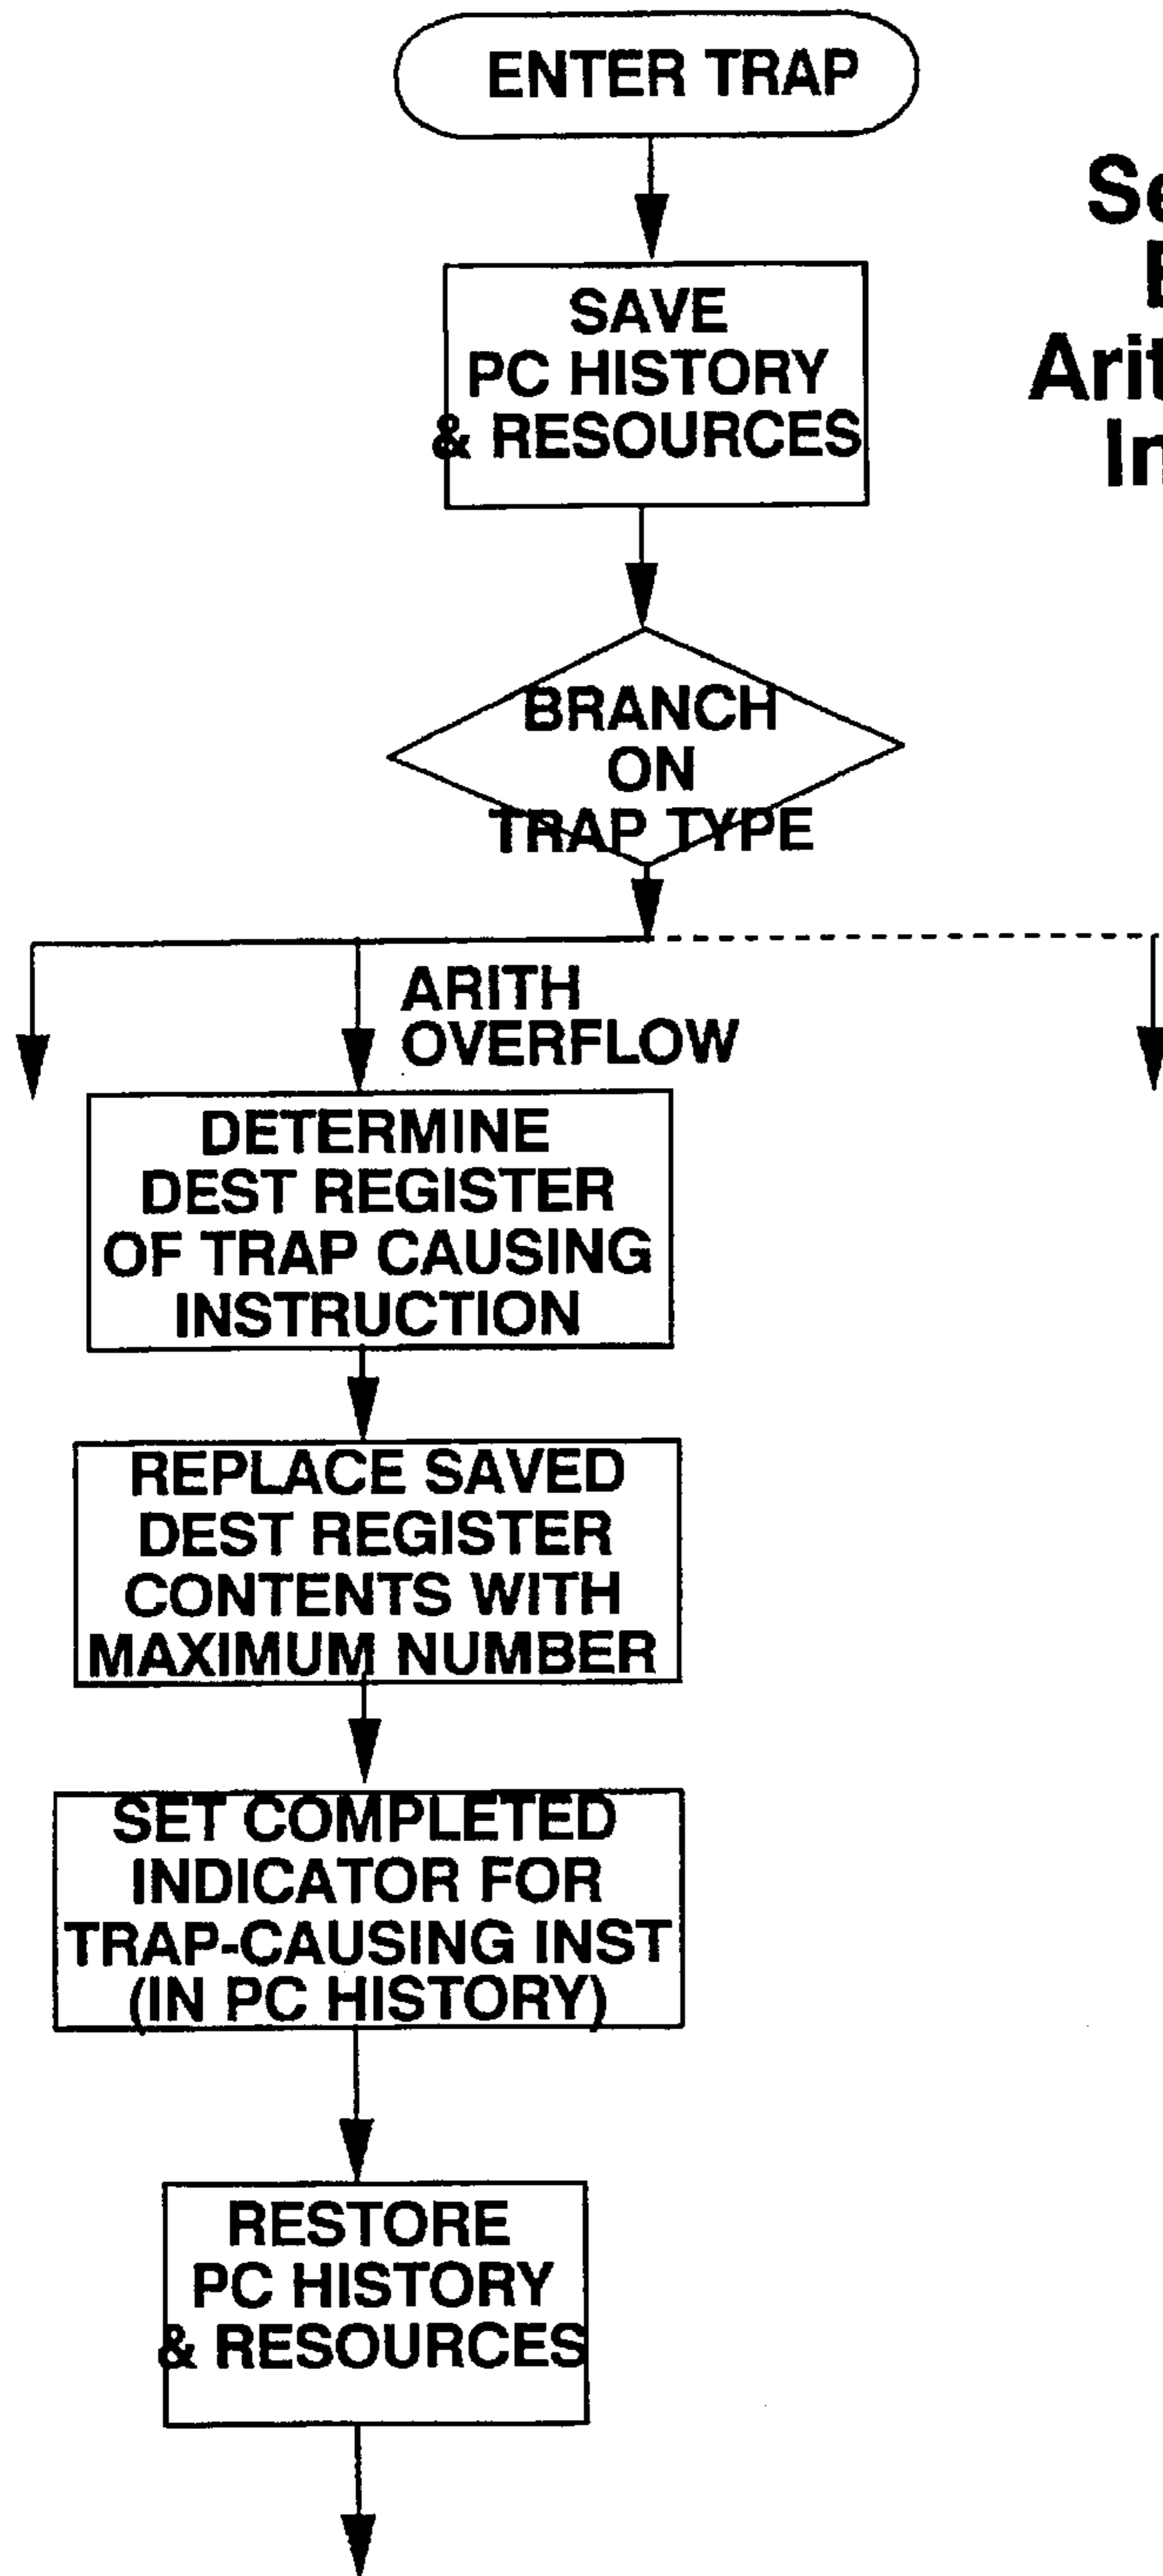 ENTER TRAP
SAVE
PC HISTORY
& RESOURCES
BRANCH
ON
TRAP TYPE
ARITH
OVERFLOW
DETERMINE
DEST REGISTER
OF TRAP CAUSING
INSTRUCTION
REPLACE SAVED
DEST REGISTER
CONTENTS WITH
MAXIMUM NUMBER
SET COMPLETED
INDICATOR FOR
TRAP-CAUSING INST
(IN PC HISTORY)
RESTORE
PC HISTORY
& RESOURCES